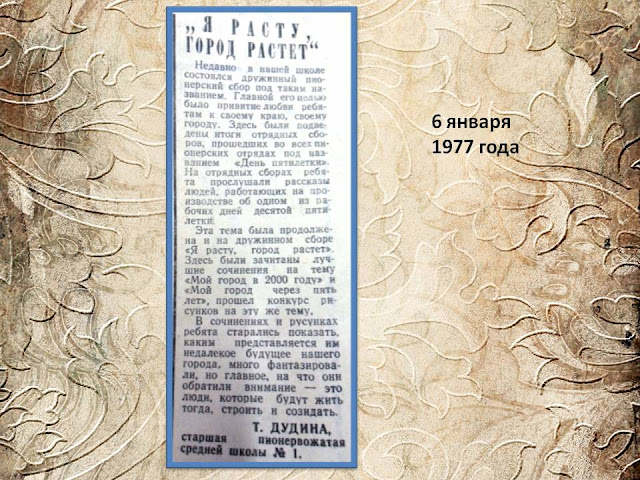 „Я РАСТУ,
ГОРОД РАСТЕТ“
Недавно в нашей школе
состоялся дружинный пио-
нерский сбор под таким на-
званием. Главной его целью
было привитие любви ребя-
там к своему краю, своему
городу. Здесь были подве-
дены итоги отрядных сбо-
ров, прошедших во всех пи-
онерских отрядах под наз-
ванием «День пятилетки».
На отрядных сборах ребя-
та прослушали рассказы
людей, работающих на про-
изводстве об одном из ра-
бочих дней десятой пяти-
летки.
Эта тема была продолже-
на и на дружинном сборе
«Я расту, город растет».
Здесь были зачитаны луч-
шие сочинения на тему
«Мой город в 2000 году» и
«Мой город через пять
лет», прошел конкурс ри-
сунков на эту же тему.
В сочинениях и рисунках
ребята старались показать,
каким представляется им
недалекое будущее нашего
города, много фантазирова-
ли, но главное, на что они
обратили внимание — это
люди, которые будут жить
тогда, строить и созидать.
Т. ДУДИНА,
старшая пионервожатая
средней школы № 1.
6 января
1977 года